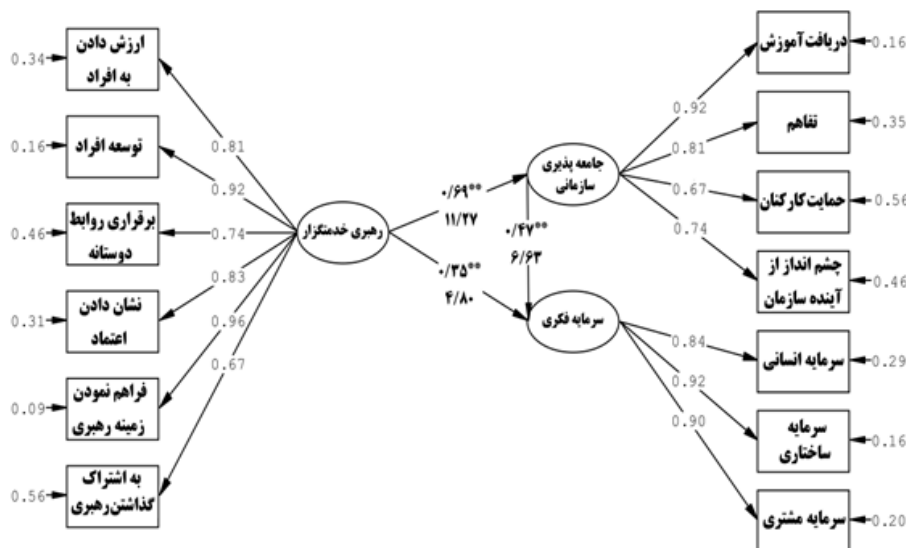 0.34
ارزش دادن
به افراد
0.16
توسعه افراد
0.46
برقراری روابط
دوستانه
0.31
نشان دادن
اعتماد
0.09
فراهم نمودن
زمینه رهبری
0.56
به اشتراک
گذاشتن رهبری
0.81
0.92
0.74
0.83
0.96
0.67
رهبری خدمتگزار
۰/۶۹**
۱۱/۲۷
۰/۳۵**
۴/۸۰
جامعه پذیری
سازمانی
۰/۴۷**
۶/۶۳
سرمایه فکری
0.92
0.81
0.67
0.74
0.84
0.92
0.90
دریافت آموزش
0.16
تفاهم
0.35
حمایت کارکنان
0.56
چشم انداز از
آینده سازمان
0.46
سرمایه انسانی
0.29
سرمایه
ساختاری
0.16
سرمایه مشتری
0.20